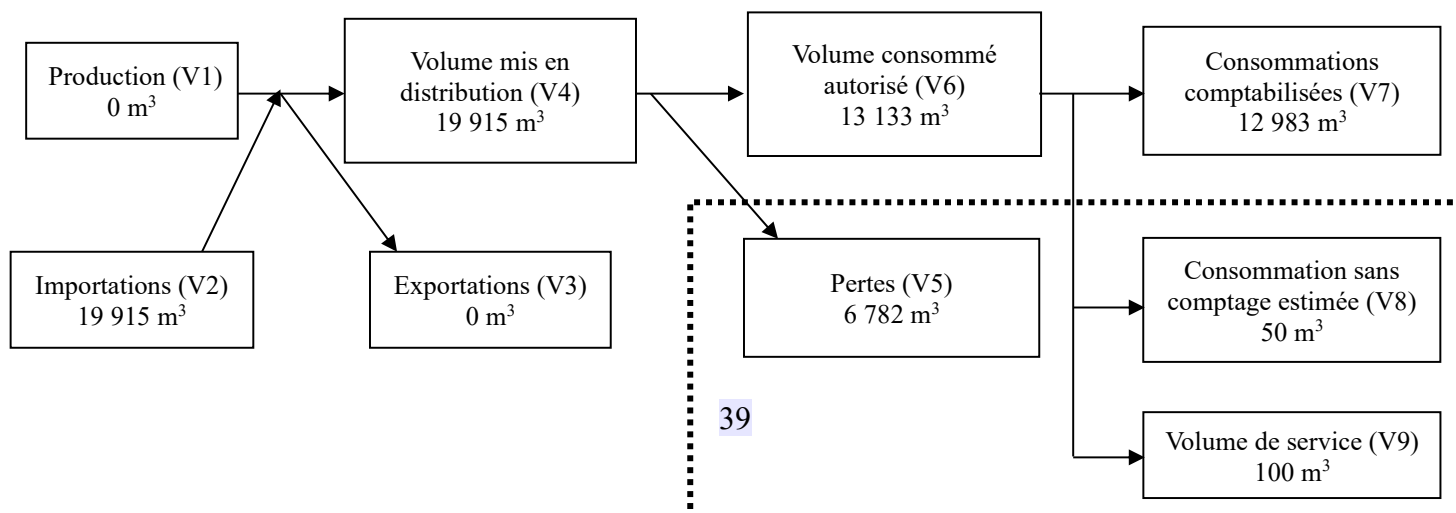 Production (V1)
0 m³
Volume mis en
distribution (V4)
19 915 m³
Volume consommé
autorisé (V6)
13 133 m³
Consommations
comptabilisées (V7)
12 983 m³
Importations (V2)
19 915 m³
Exportations (V3)
0 m³
Pertes (V5)
6 782 m³
Consommation sans
comptage estimée (V8)
50 m³
39
Volume de service (V9)
100 m³